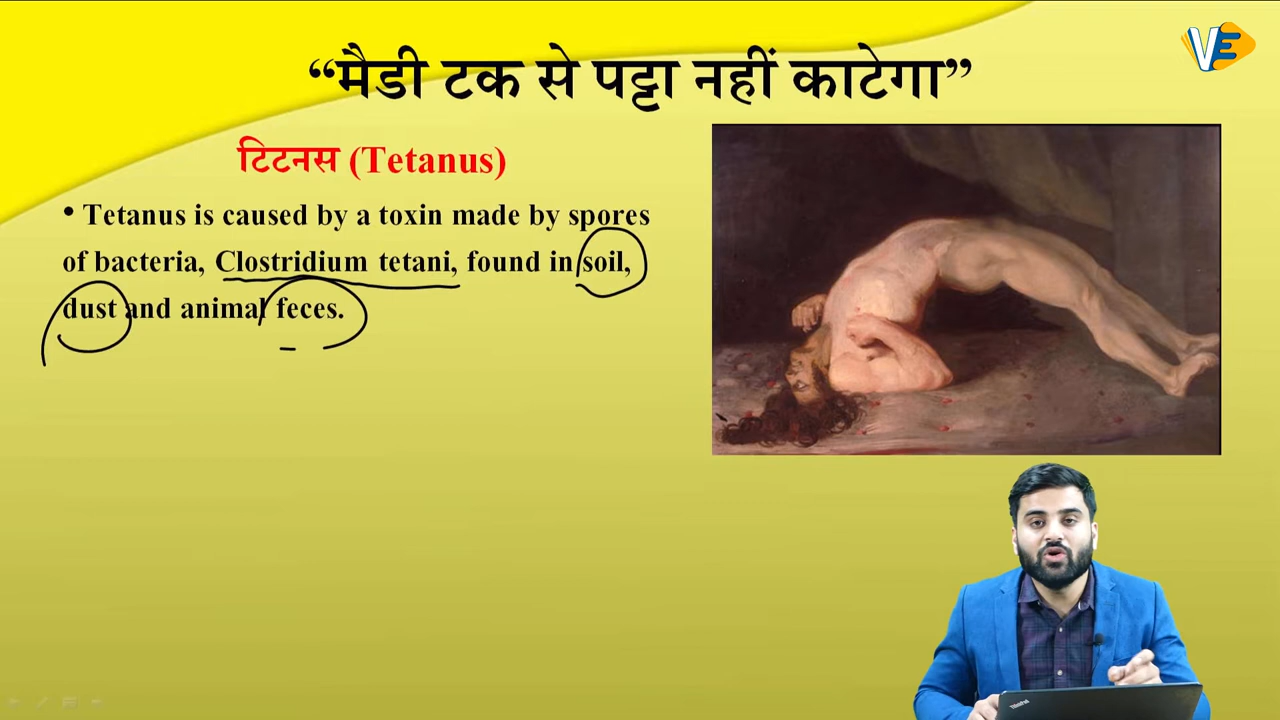 “मैडी टक से पट्टा नहीं काटेगा”
VE
टिटनस (Tetanus)
• Tetanus is caused by a toxin made by spores
of bacteria, Clostridium tetani, found in soil,
dust and animal feces.
ThinkPad